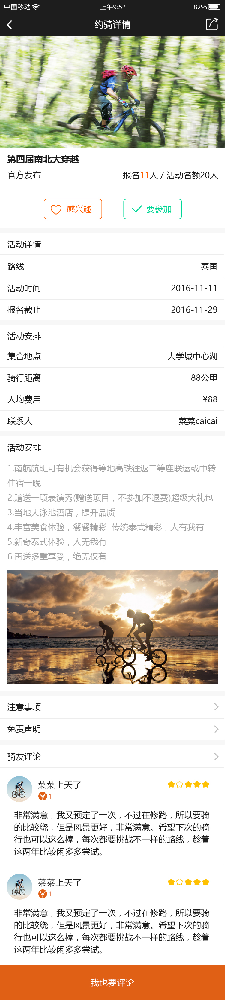 中国移动 上午9:57 82%
约骑详情
第四届南北大穿越
官方发布 报名11人 / 活动名额20人
感兴趣 要参加
活动详情
路线 泰国
活动时间 2016-11-11
报名截止 2016-11-29
活动安排
集合地点 大学城中心湖
骑行距离 88公里
人均费用 ¥88
联系人 菜菜caicai
活动安排
1.南航航班可有机会获得等地高铁往返二等座联运或中转
住宿一晚
2.赠送一项表演秀(赠送项目，不参加不退费)超级大礼包
3.当地大泳池酒店，提升品质
4.丰富美食体验，餐餐精彩 传统泰式精彩，人有我有
5.新奇泰式体验，人无我有
6.再送多重享受，绝无仅有
注意事项
免责声明
骑友评论
菜菜上天了
1
非常满意，我又预定了一次，不过在修路，所以要骑
的比较绕，但是风景更好，非常满意。希望下次的骑
行也可以这么棒，每次都要挑战不一样的路线，趁着
这两年比较闲多多尝试。
菜菜上天了
1
非常满意，我又预定了一次，不过在修路，所以要骑
的比较绕，但是风景更好，非常满意。希望下次的骑
行也可以这么棒，每次都要挑战不一样的路线，趁着
这两年比较闲多多尝试。
我也要评论